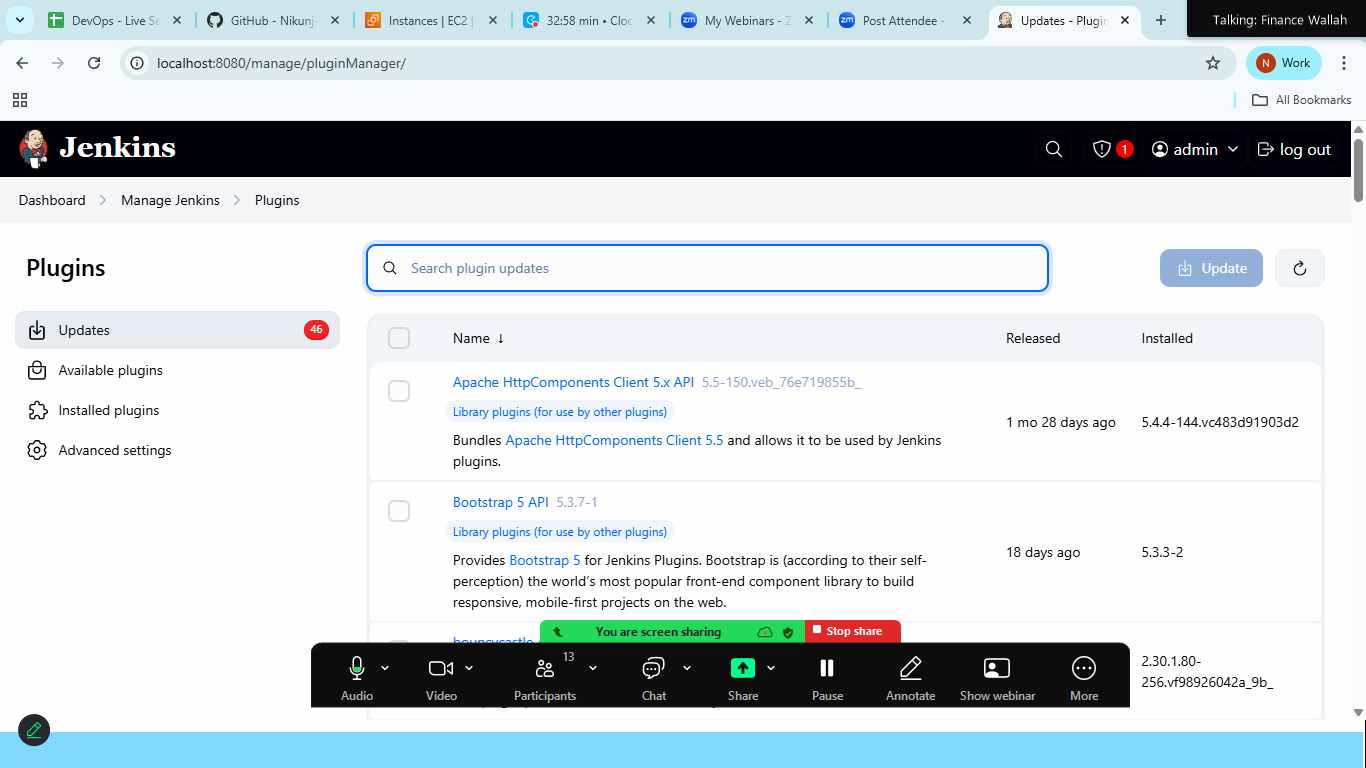 DevOps - Live Se
GitHub - Nikunj-
Instances | EC2 |
32:58 min • Cloc
My Webinars - Z
Post Attendee -
Updates - Plugin
Talking: Finance Wallah
localhost:8080/manage/pluginManager/
N Work
All Bookmarks
Jenkins
1
admin
log out
Dashboard
Manage Jenkins
Plugins
Plugins
Search plugin updates
Update
Updates 46
Available plugins
Installed plugins
Advanced settings
Name ↓
Released
Installed
Apache HttpComponents Client 5.x API 5.5-150.veb_76e719855b_
Library plugins (for use by other plugins)
Bundles Apache HttpComponents Client 5.5 and allows it to be used by Jenkins
plugins.
1 mo 28 days ago
5.4.4-144.vc483d91903d2
Bootstrap 5 API 5.3.7-1
Library plugins (for use by other plugins)
Provides Bootstrap 5 for Jenkins Plugins. Bootstrap is (according to their self-
perception) the world's most popular front-end component library to build
responsive, mobile-first projects on the web.
18 days ago
5.3.3-2
bouncycastle
2.30.1.80-
256.vf98926042a_9b_
You are screen sharing
Stop share
Audio
Video
13
Participants
Chat
Share
Pause
Annotate
Show webinar
More